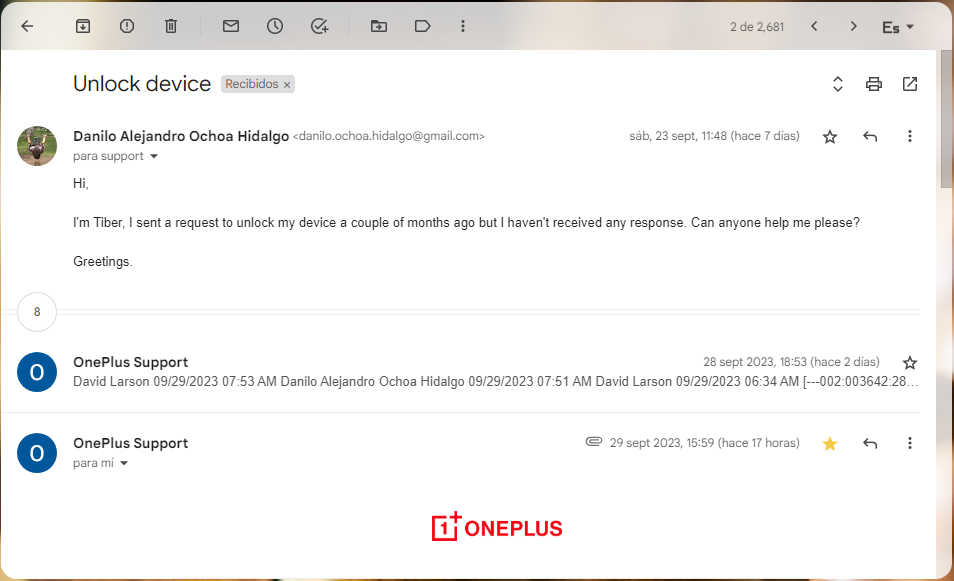 2 de 2,681
Es
Unlock device
Recibidos ×
Danilo Alejandro Ochoa Hidalgo <danilo.ochoa.hidalgo@gmail.com>
sáb, 23 sept, 11:48 (hace 7 días)
para support
Hi,
I'm Tiber, I sent a request to unlock my device a couple of months ago but I haven't received any response. Can anyone help me please?
Greetings.
8
O
OnePlus Support
28 sept 2023, 18:53 (hace 2 días)
David Larson 09/29/2023 07:53 AM Danilo Alejandro Ochoa Hidalgo 09/29/2023 07:51 AM David Larson 09/29/2023 06:34 AM [---002:003642:28…
O
OnePlus Support
29 sept 2023, 15:59 (hace 17 horas)
para mí
1+ ONEPLUS